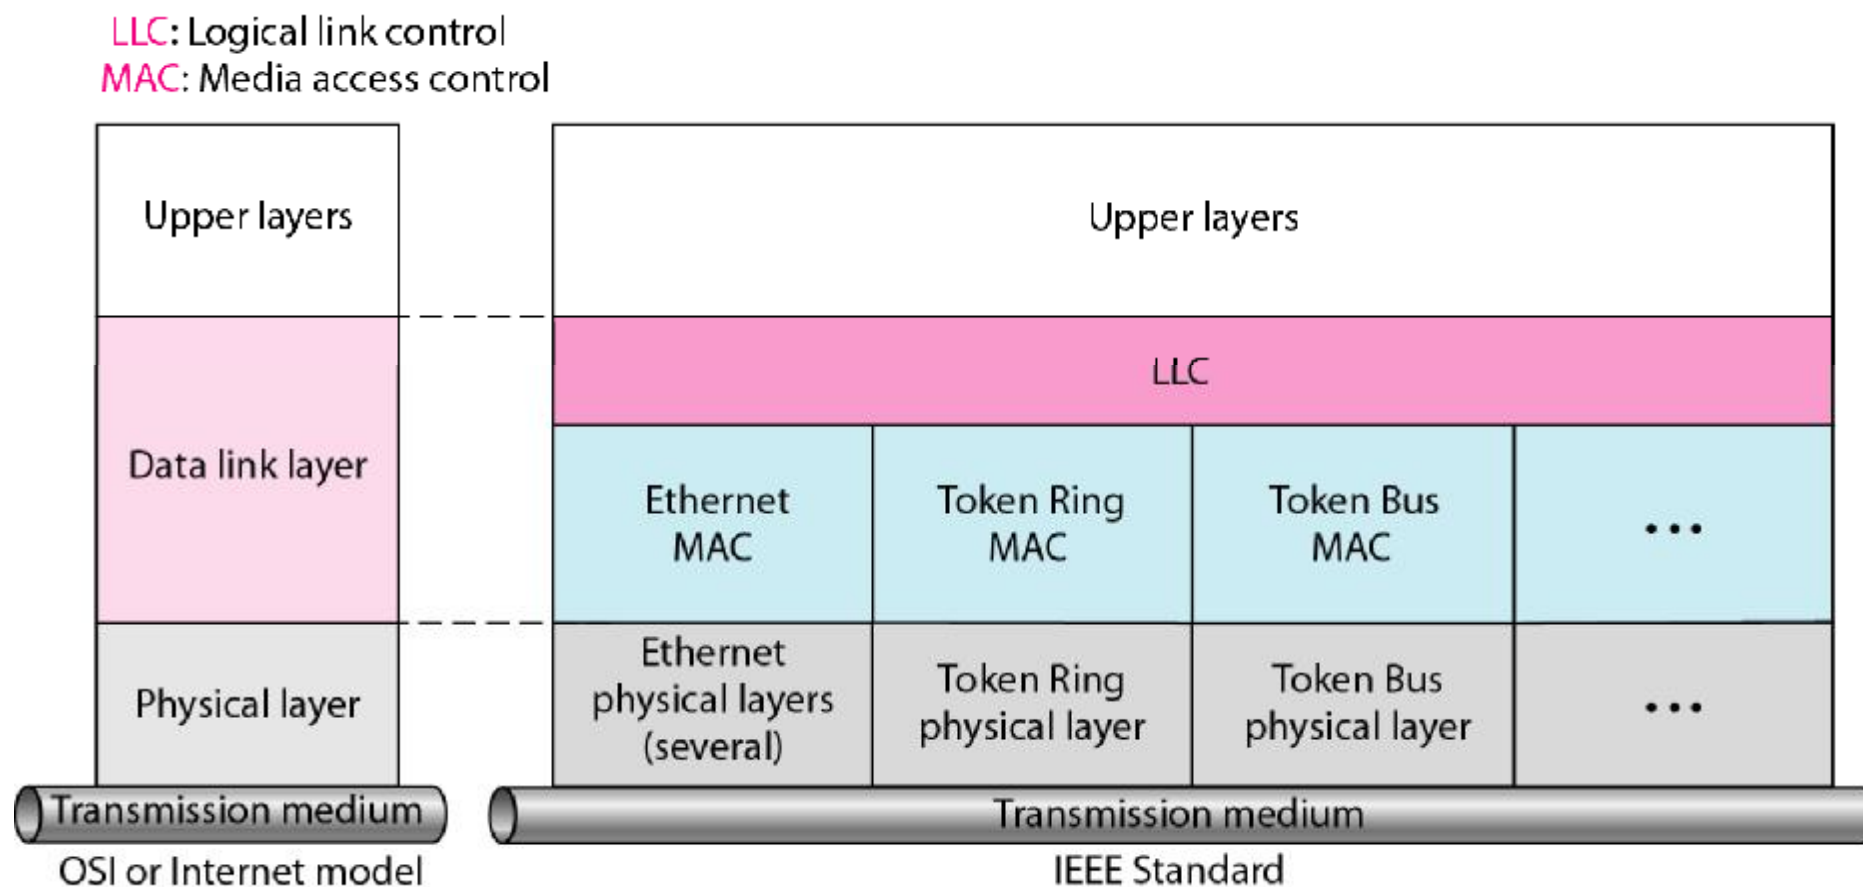 LLC: Logical link control
MAC: Media access control
Upper layers
Data link layer
Physical layer
Transmission medium
OSI or Internet model
Upper layers
LLC
Ethernet
MAC
Token Ring
MAC
Token Bus
MAC
...
Ethernet
physical layers
(several)
Token Ring
physical layer
Token Bus
physical layer
...
Transmission medium
IEEE Standard